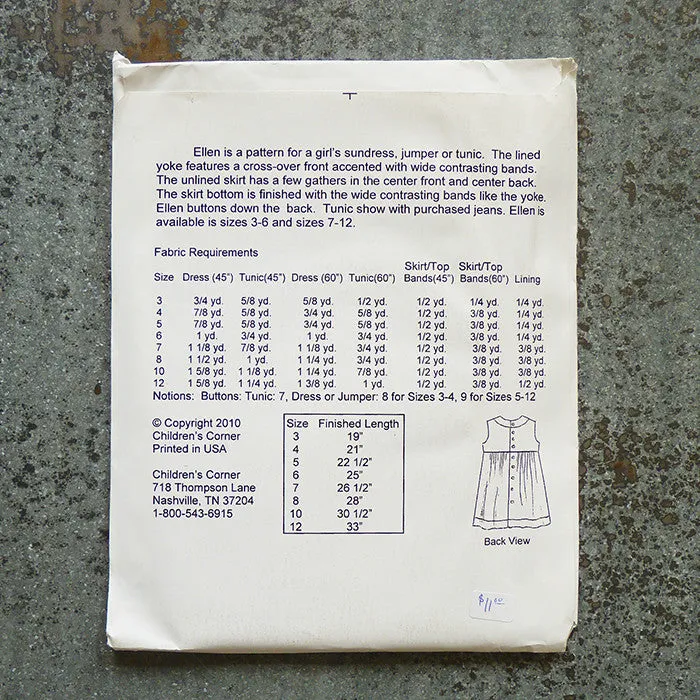 Ellen is a pattern for a girl's sundress, jumper or tunic. The lined
yoke features a cross-over front accented with wide contrasting bands.
The unlined skirt has a few gathers in the center front and center back.
The skirt bottom is finished with the wide contrasting bands like the yoke.
Ellen buttons down the back. Tunic show with purchased jeans. Ellen is
available is sizes 3-6 and sizes 7-12.
Fabric Requirements
Skirt/Top Skirt/Top
Size Dress (45") Tunic(45") Dress (60") Tunic(60") Bands(45") Bands(60") Lining
3 3/4 yd. 5/8 yd. 5/8 yd. 1/2 yd. 1/2 yd. 1/4 yd. 1/4 yd.
4 7/8 yd. 5/8 yd. 3/4 yd. 5/8 yd. 1/2 yd. 3/8 yd. 1/4 yd.
5 7/8 yd. 5/8 yd. 3/4 yd. 5/8 yd. 1/2 yd. 3/8 yd. 1/4 yd.
6 1 yd. 3/4 yd. 1 yd. 3/4 yd. 1/2 yd. 3/8 yd. 1/4 yd.
7 1 1/8 yd. 7/8 yd. 1 1/8 yd. 3/4 yd. 1/2 yd. 3/8 yd. 3/8 yd.
8 1 1/2 yd. 1 yd. 1 1/4 yd. 3/4 yd. 1/2 yd. 3/8 yd. 3/8 yd.
10 1 5/8 yd. 1 1/8 yd. 1 1/4 yd. 7/8 yd. 1/2 yd. 3/8 yd. 3/8 yd.
12 1 5/8 yd. 1 1/4 yd. 1 3/8 yd. 1 yd. 1/2 yd. 3/8 yd. 1/2 yd.
Notions: Buttons: Tunic: 7, Dress or Jumper: 8 for Sizes 3-4, 9 for Sizes 5-12
© Copyright 2010
Children's Corner
Printed in USA
Children's Corner
718 Thompson Lane
Nashville, TN 37204
1-800-543-6915
Size Finished Length
3 19"
4 21"
5 22 1/2"
6 25"
7 26 1/2"
8 28"
10 30 1/2"
12 33"
Back View
$11.00